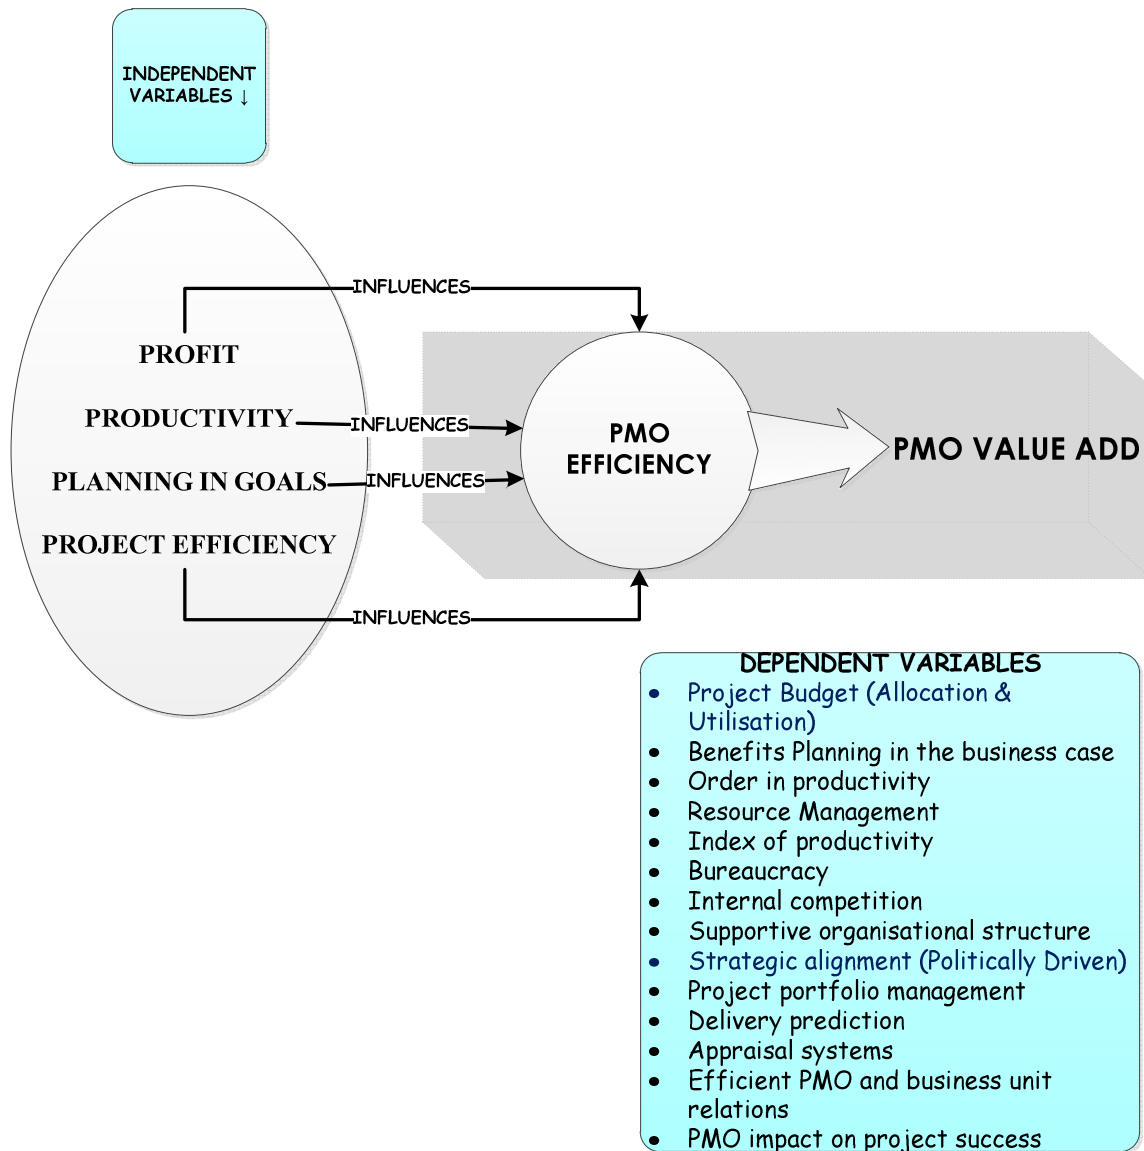 INDEPENDENT
VARIABLES ↓
INFLUENCES
PROFIT
PRODUCTIVITY
INFLUENCES
PLANNING IN GOALS
INFLUENCES
PROJECT EFFICIENCY
INFLUENCES
PMO
EFFICIENCY
PMO VALUE ADD
DEPENDENT VARIABLES
• Project Budget (Allocation &
Utilisation)
• Benefits Planning in the business case
• Order in productivity
• Resource Management
• Index of productivity
• Bureaucracy
• Internal competition
• Supportive organisational structure
• Strategic alignment (Politically Driven)
• Project portfolio management
• Delivery prediction
• Appraisal systems
• Efficient PMO and business unit
relations
• PMO impact on project success